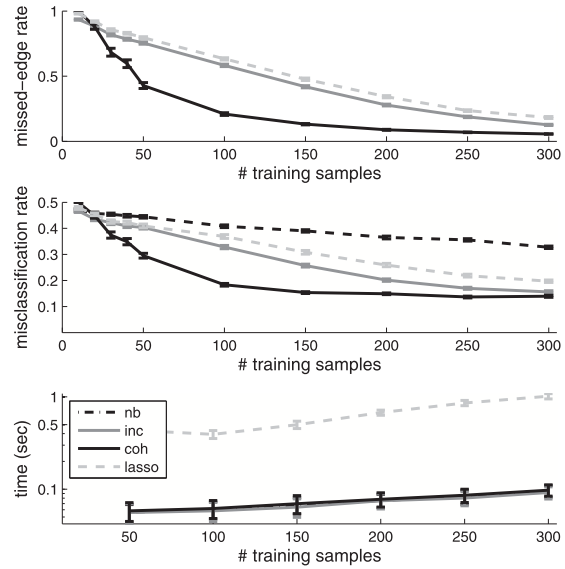 missed−edge rate
1
0.5
0
0 50 100 150 200 250 300
# training samples
misclassification rate
0.5
0.4
0.3
0.2
0.1
0 50 100 150 200 250 300
# training samples
time (sec)
1
0.5
0.1
nb
inc
coh
lasso
50 100 150 200 250 300
# training samples